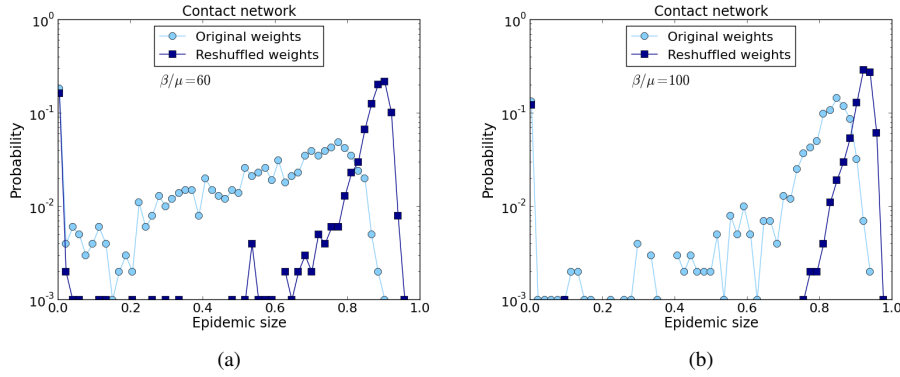 Contact network
Original weights
Reshuffled weights
β/μ=60
10^0
10^-1
10^-2
10^-3
Probability
0.0 0.2 0.4 0.6 0.8 1.0
Epidemic size
(a)
Contact network
Original weights
Reshuffled weights
β/μ=100
10^0
10^-1
10^-2
10^-3
Probability
0.0 0.2 0.4 0.6 0.8 1.0
Epidemic size
(b)